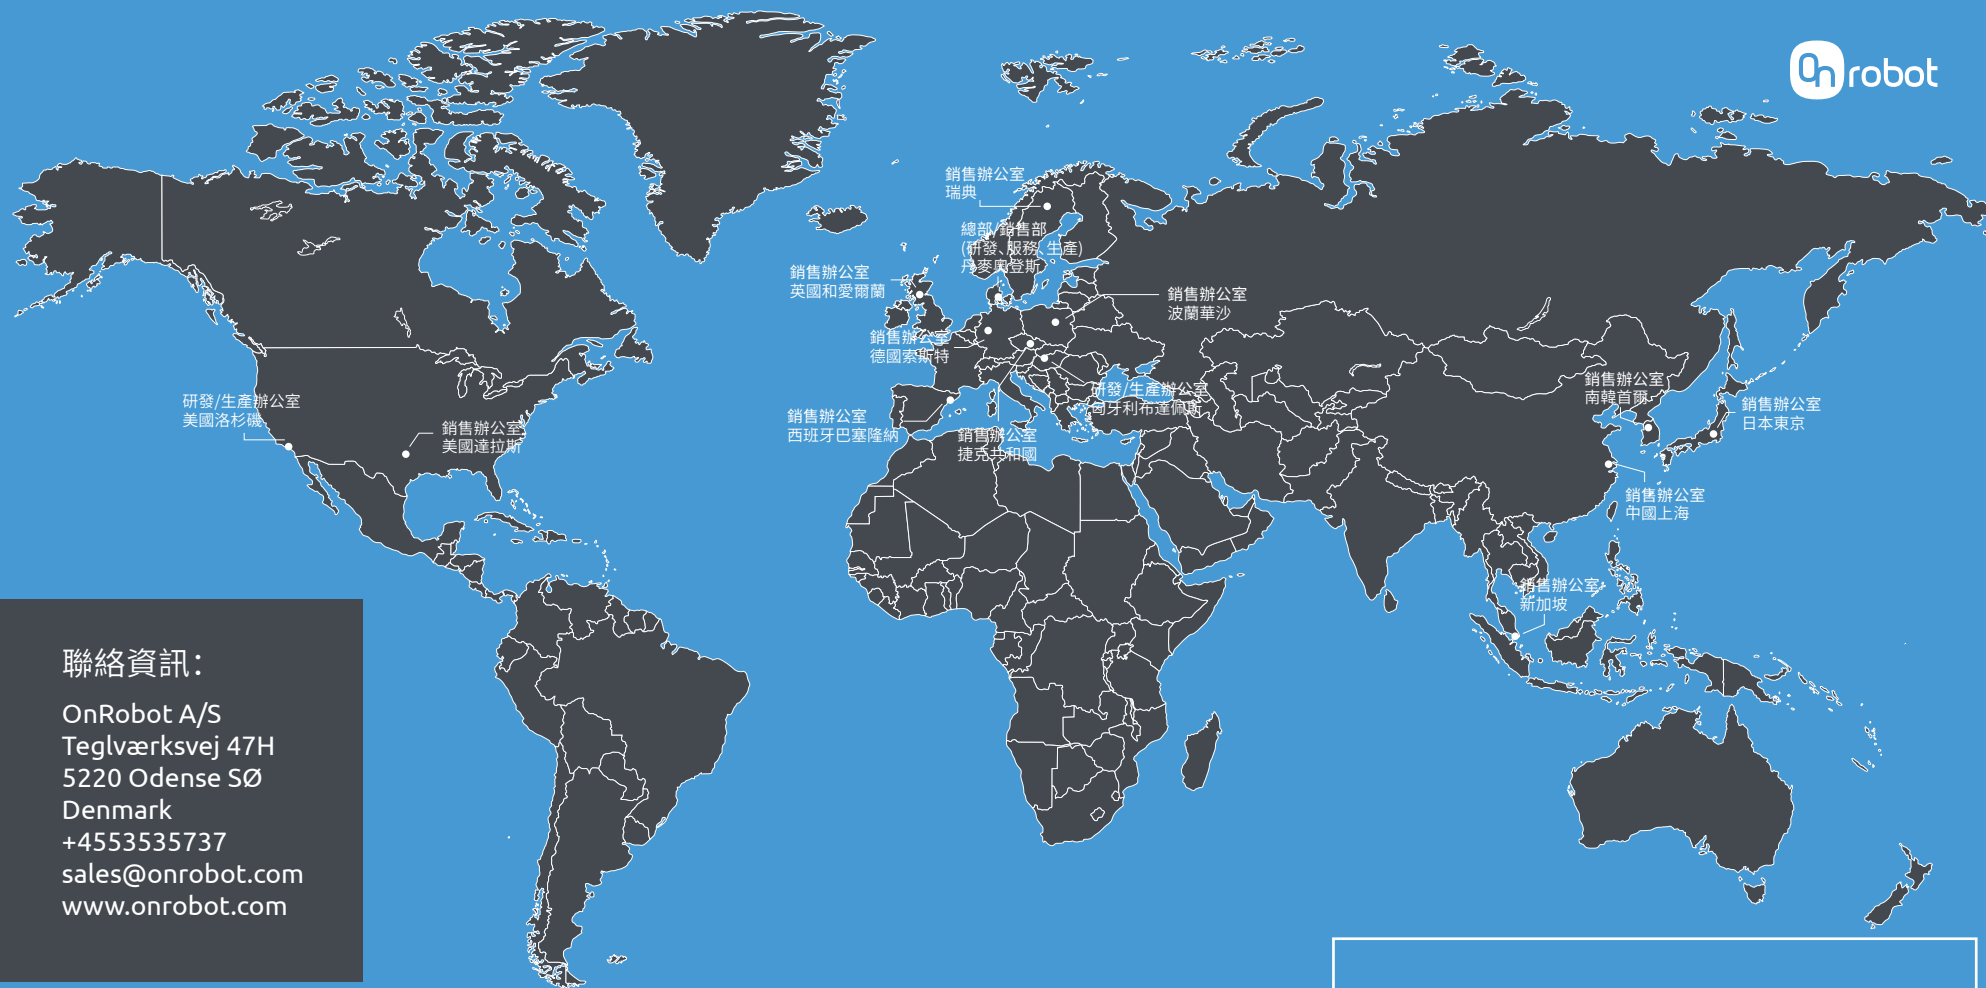 On robot
銷售辦公室
瑞典
總部/銷售部
(研發、服務、生產)
丹麥奧登斯
銷售辦公室
英國和愛爾蘭
銷售辦公室
波蘭華沙
銷售辦公室
德國索斯特
研發/生產辦公室
匈牙利布達佩斯
銷售辦公室
西班牙巴塞隆納
銷售辦公室
捷克共和國
研發/生產辦公室
美國洛杉磯
銷售辦公室
美國達拉斯
銷售辦公室
南韓首爾
銷售辦公室
日本東京
銷售辦公室
中國上海
銷售辦公室
新加坡
聯絡資訊：
OnRobot A/S
Teglværksvej 47H
5220 Odense SØ
Denmark
+4553535737
sales@onrobot.com
www.onrobot.com